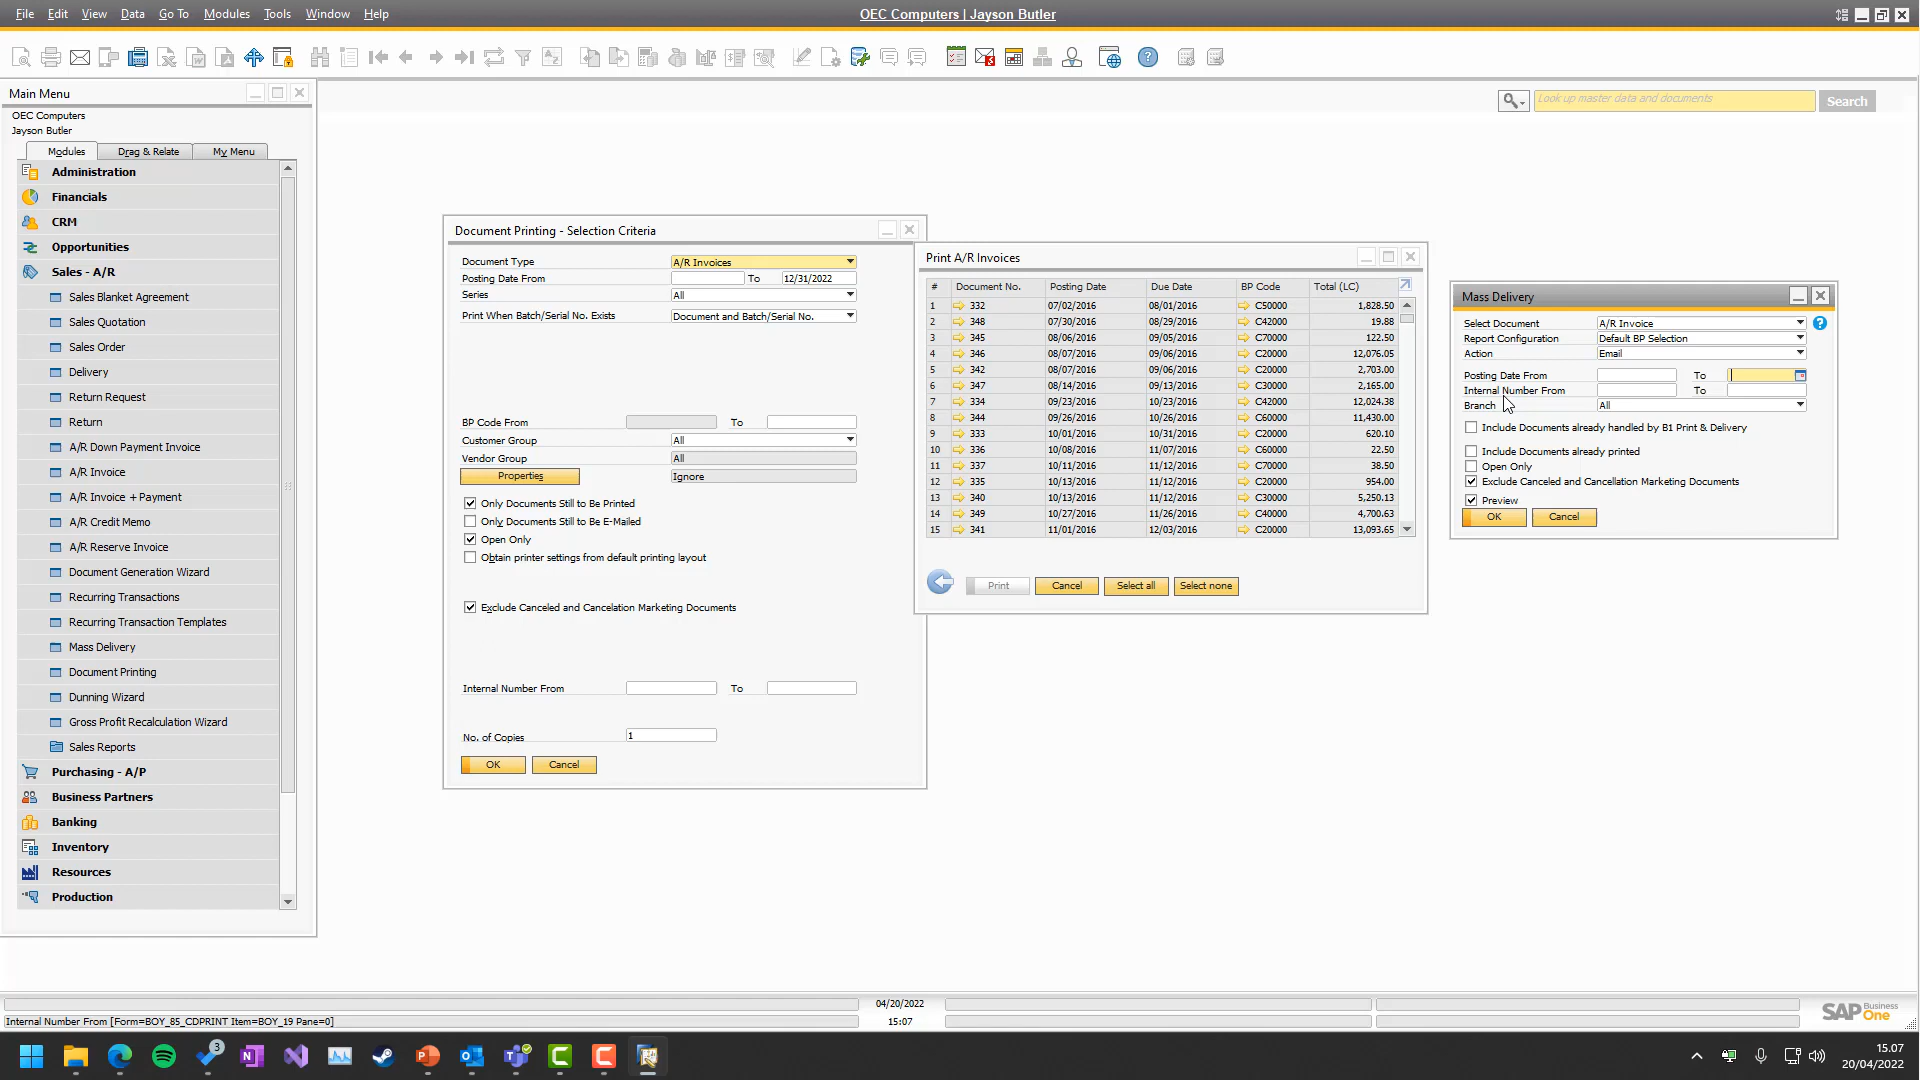 File Edit View Data Go To Modules Tools Window Help
OEC Computers | Jayson Butler
Look up master data and documents
Search
Main Menu
OEC Computers
Jayson Butler
Modules Drag & Relate My Menu
Administration
Financials
CRM
Opportunities
Sales - A/R
Sales Blanket Agreement
Sales Quotation
Sales Order
Delivery
Return Request
Return
A/R Down Payment Invoice
A/R Invoice
A/R Invoice + Payment
A/R Credit Memo
A/R Reserve Invoice
Document Generation Wizard
Recurring Transactions
Recurring Transaction Templates
Mass Delivery
Document Printing
Dunning Wizard
Gross Profit Recalculation Wizard
Sales Reports
Purchasing - A/P
Business Partners
Banking
Inventory
Resources
Production
Document Printing - Selection Criteria
Document Type A/R Invoices
Posting Date From To 12/31/2022
Series All
Print When Batch/Serial No. Exists Document and Batch/Serial No.
BP Code From To
Customer Group All
Vendor Group All
Properties Ignore
Only Documents Still to Be Printed
Only Documents Still to Be E-Mailed
Open Only
Obtain printer settings from default printing layout
Exclude Canceled and Cancelation Marketing Documents
Internal Number From To
No. of Copies 1
OK Cancel
Print A/R Invoices
# Document No. Posting Date Due Date BP Code Total (LC)
1 332 07/02/2016 08/01/2016 C50000 1,828.50
2 348 07/30/2016 08/29/2016 C42000 19.88
3 345 08/06/2016 09/05/2016 C70000 122.50
4 346 08/07/2016 09/06/2016 C20000 12,076.05
5 342 08/07/2016 09/06/2016 C20000 2,703.00
6 347 08/14/2016 09/13/2016 C30000 2,165.00
7 334 09/23/2016 10/23/2016 C42000 12,024.38
8 344 09/26/2016 10/26/2016 C60000 11,430.00
9 333 10/01/2016 10/31/2016 C20000 620.10
10 336 10/08/2016 11/07/2016 C60000 22.50
11 337 10/11/2016 11/12/2016 C70000 38.50
12 335 10/13/2016 11/12/2016 C20000 954.00
13 340 10/13/2016 11/12/2016 C30000 5,250.13
14 349 10/27/2016 11/26/2016 C40000 4,700.63
15 341 11/01/2016 12/03/2016 C20000 13,093.65
Print Cancel Select all Select none
Mass Delivery
Select Document A/R Invoice
Report Configuration Default BP Selection
Action Email
Posting Date From To
Internal Number From To
Branch All
Include Documents already handled by B1 Print & Delivery
Include Documents already printed
Open Only
Exclude Canceled and Cancellation Marketing Documents
Preview
OK Cancel
04/20/2022
Internal Number From [Form=BOY_85_CDPRINT Item=BOY_19 Pane=0]
15:07
SAP Business One
3
15.07
20/04/2022